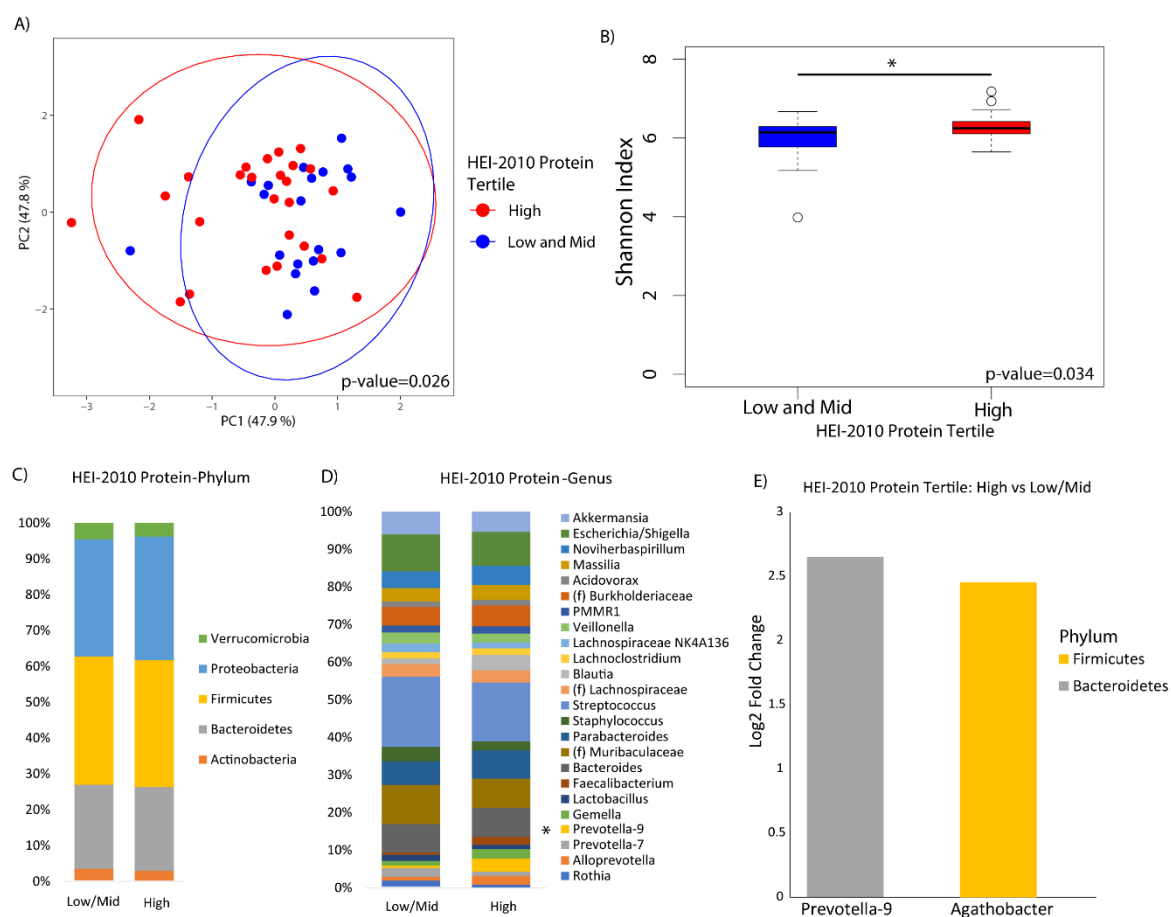 A)
2
0
−2
PC2 (47.8 %)
−3
−2
−1
0
1
2
PC1 (47.9 %)
p-value=0.026
HEI-2010 Protein
Tertile
High
Low and Mid
B)
*
8
6
4
2
0
Shannon Index
p-value=0.034
Low and Mid
High
HEI-2010 Protein Tertile
C)
HEI-2010 Protein-Phylum
100%
90%
80%
70%
60%
50%
40%
30%
20%
10%
0%
Low/Mid
High
Verrucomicrobia
Proteobacteria
Firmicutes
Bacteroidetes
Actinobacteria
D)
HEI-2010 Protein-Genus
100%
90%
80%
70%
60%
50%
40%
30%
20%
10%
0%
Low/Mid
High
Akkermansia
Escherichia/Shigella
Noviherbaspirillum
Massilia
Acidovorax
(f) Burkholderiaceae
PMMR1
Veillonella
Lachnospiraceae NK4A136
Lachnoclostridium
Blautia
(f) Lachnospiraceae
Streptococcus
Staphylococcus
Parabacteroides
(f) Muribaculaceae
Bacteroides
Faecalibacterium
Lactobacillus
Gemella
* Prevotella-9
Prevotella-7
Alloprevotella
Rothia
E)
HEI-2010 Protein Tertile: High vs Low/Mid
3
2.5
2
1.5
1
0.5
0
Log2 Fold Change
Prevotella-9
Agathobacter
Phylum
Firmicutes
Bacteroidetes